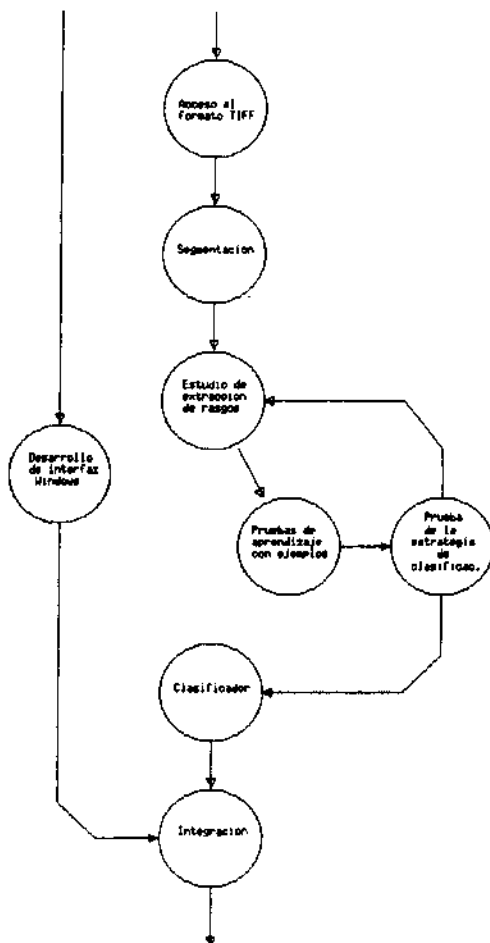 Acceso al
formato TIFF
Segmentacion
Estudio de
extraccion
de rasgos
Desarrollo
de interfaz
Windows
Pruebas de
aprendizaje
con ejemplos
Prueba
de la
estrategia
de
clasificac.
Clasificador
Integracion